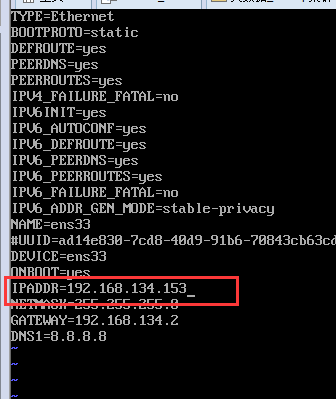 TYPE=Ethernet
BOOTPROTO=static
DEFROUTE=yes
PEERDNS=yes
PEERROUTES=yes
IPV4_FAILURE_FATAL=no
IPV6INIT=yes
IPV6_AUTOCONF=yes
IPV6_DEFROUTE=yes
IPV6_PEERDNS=yes
IPV6_PEERROUTES=yes
IPV6_FAILURE_FATAL=no
IPV6_ADDR_GEN_MODE=stable-privacy
NAME=ens33
#UUID=ad14e830-7cd8-40d9-91b6-70843cb63cd
DEVICE=ens33
ONBOOT=yes
IPADDR=192.168.134.153_
NETMASK=255.255.255.0
GATEWAY=192.168.134.2
DNS1=8.8.8.8
~
~
~